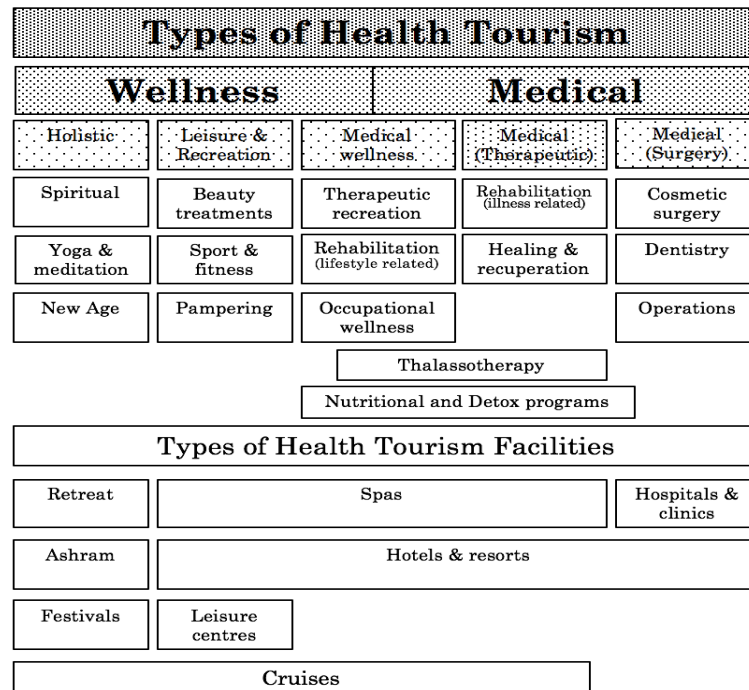 Types of Health Tourism
Wellness
Medical
Holistic
Leisure &
Recreation
Medical
wellness
Medical
(Therapeutic)
Medical
(Surgery)
Spiritual
Beauty
treatments
Therapeutic
recreation
Rehabilitation
(illness related)
Cosmetic
surgery
Yoga &
meditation
Sport &
fitness
Rehabilitation
(lifestyle related)
Healing &
recuperation
Dentistry
New Age
Pampering
Occupational
wellness
Operations
Thalassotherapy
Nutritional and Detox programs
Types of Health Tourism Facilities
Retreat
Spas
Hospitals &
clinics
Ashram
Hotels & resorts
Festivals
Leisure
centres
Cruises